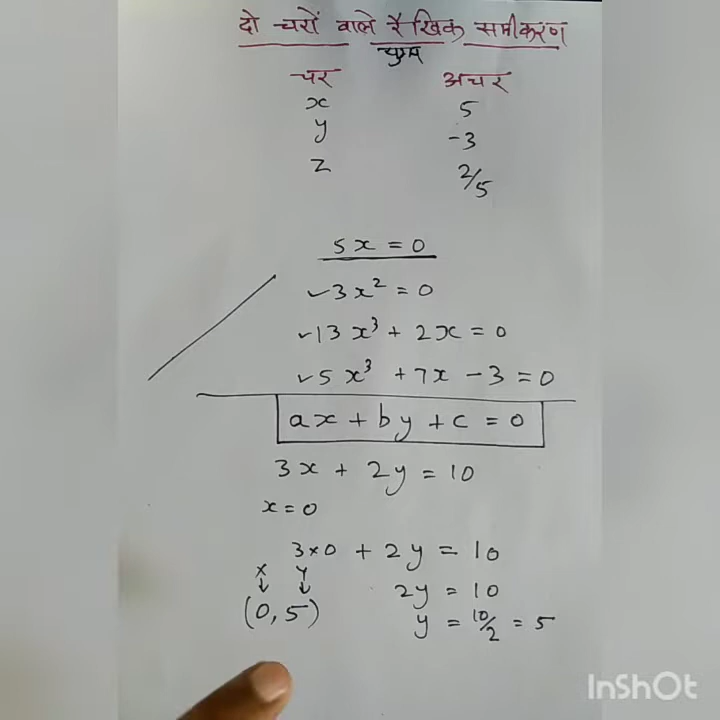 दो चरों वाले रैखिक समीकरण
युग्म
चर अचर
x 5
y -3
z 2/5
5x = 0
✓3x² = 0
✓13x³ + 2x = 0
✓5x³ + 7x - 3 = 0
ax + by + c = 0
3x + 2y = 10
x = 0
3×0 + 2y = 10
x y
↓ ↓ 2y = 10
(0, 5) y = 10/2 = 5
InShOt